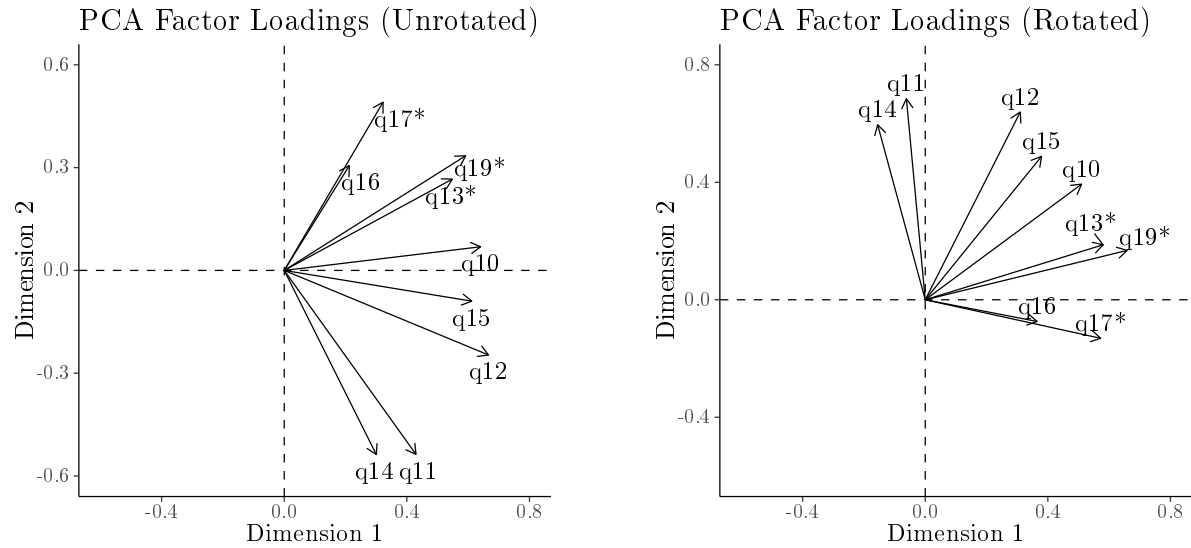 PCA Factor Loadings (Unrotated)
Dimension 2
0.6
0.3
0.0
-0.3
-0.6
q17*
q16
q19*
q13*
q10
q15
q12
q14
q11
-0.4
0.0
0.4
0.8
Dimension 1
PCA Factor Loadings (Rotated)
Dimension 2
0.8
0.4
0.0
-0.4
q11
q14
q12
q15
q10
q13*
q19*
q16
q17*
-0.4
0.0
0.4
0.8
Dimension 1